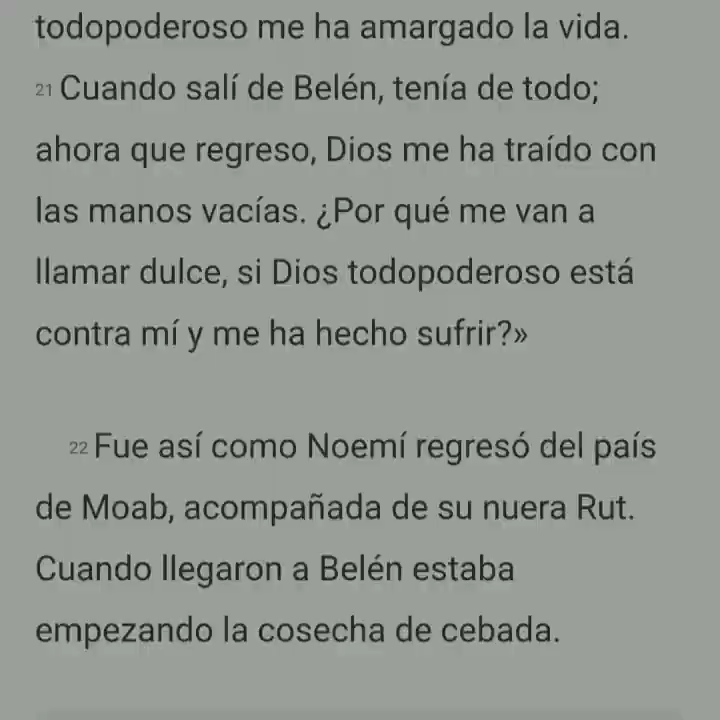 todopoderoso me ha amargado la vida.
21 Cuando salí de Belén, tenía de todo;
ahora que regreso, Dios me ha traído con
las manos vacías. ¿Por qué me van a
llamar dulce, si Dios todopoderoso está
contra mí y me ha hecho sufrir?»
22 Fue así como Noemí regresó del país
de Moab, acompañada de su nuera Rut.
Cuando llegaron a Belén estaba
empezando la cosecha de cebada.